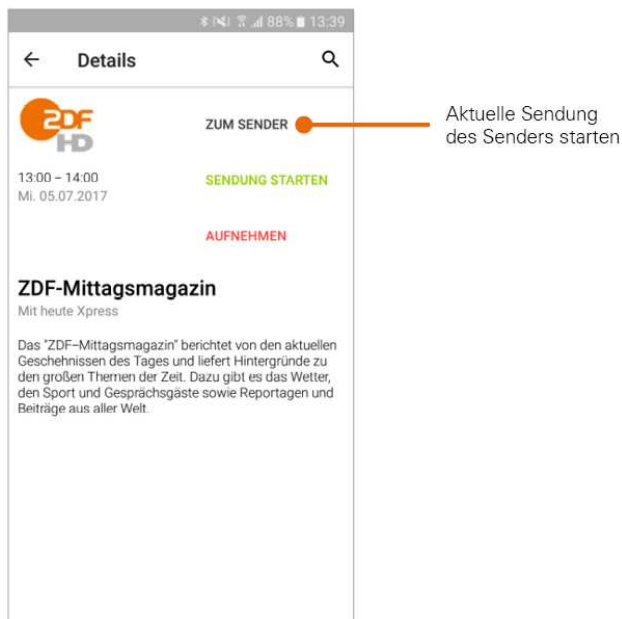 88% 13:39
Details
ZDF
HD
ZUM SENDER
Aktuelle Sendung
des Senders starten
13:00 – 14:00
SENDUNG STARTEN
Mi. 05.07.2017
AUFNEHMEN
ZDF-Mittagsmagazin
Mit heute Xpress
Das "ZDF–Mittagsmagazin" berichtet von den aktuellen
Geschehnissen des Tages und liefert Hintergründe zu
den großen Themen der Zeit. Dazu gibt es das Wetter,
den Sport und Gesprächsgäste sowie Reportagen und
Beiträge aus aller Welt.